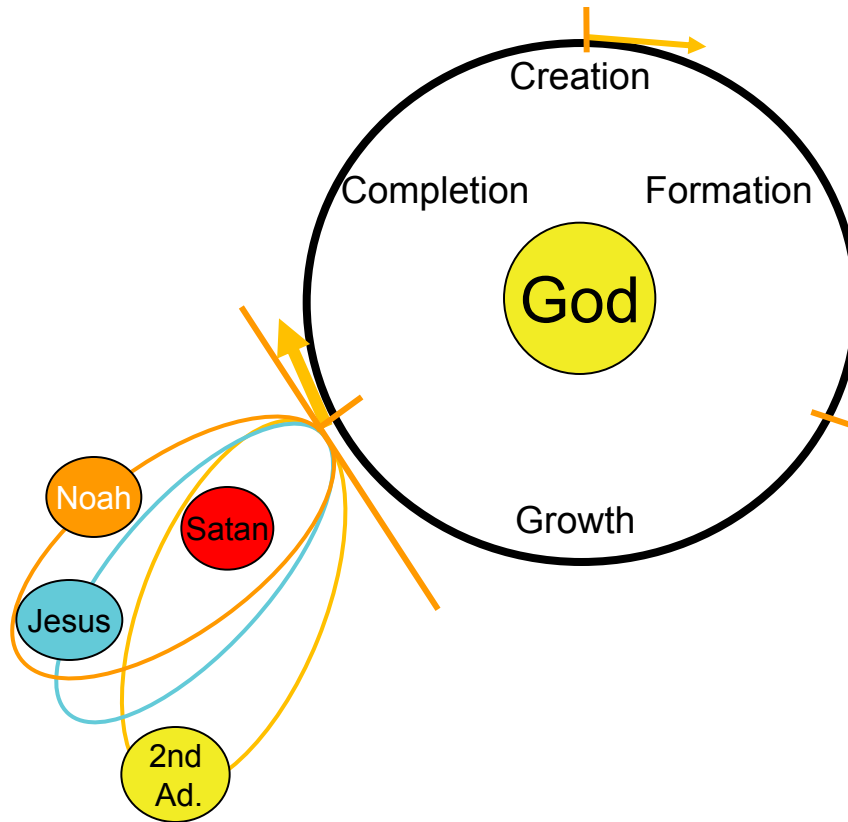 Creation
Completion
Formation
God
Noah
Satan
Growth
Jesus
2nd
Ad.